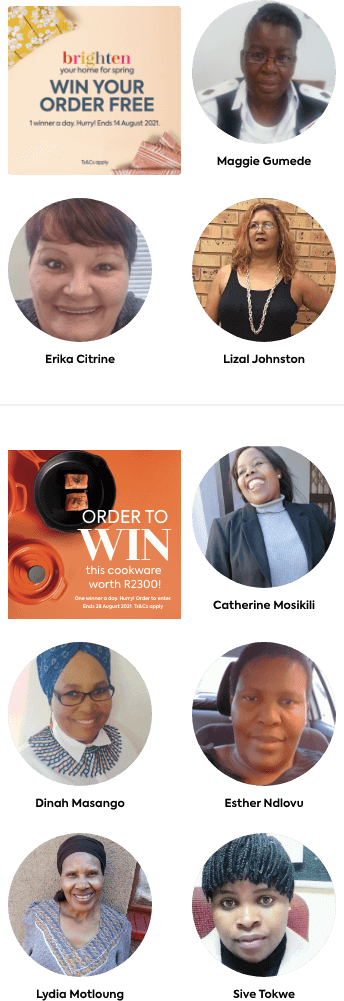 brighten
your home for spring
WIN YOUR
ORDER FREE
1 winner a day. Hurry! Ends 14 August 2021.
Ts&Cs apply
Maggie Gumede
Erika Citrine
Lizal Johnston
ORDER TO
WIN
this cookware
worth R2300!
One winner a day. Hurry! Order to enter
Ends 28 August 2021. Ts&Cs apply
Catherine Mosikili
Dinah Masango
Esther Ndlovu
Lydia Motloung
Sive Tokwe